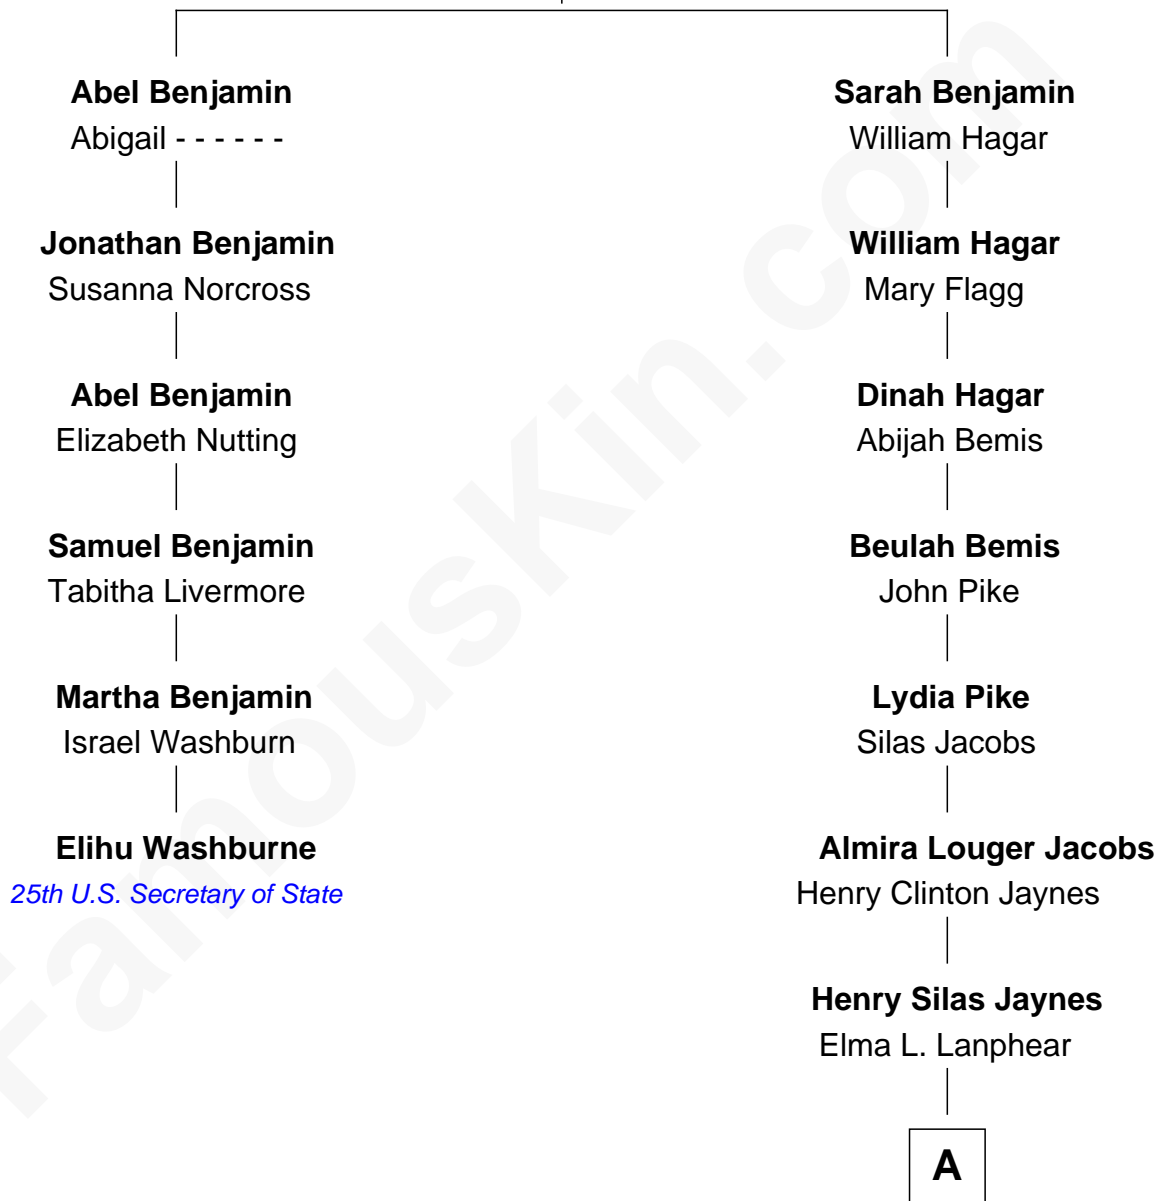 Abel Benjamin
Abigail - - - - - -
Jonathan Benjamin
Susanna Norcross
Abel Benjamin
Elizabeth Nutting
Samuel Benjamin
Tabitha Livermore
Martha Benjamin
Israel Washburn
Elihu Washburne
25th U.S. Secretary of State
Sarah Benjamin
William Hagar
William Hagar
Mary Flagg
Dinah Hagar
Abijah Bemis
Beulah Bemis
John Pike
Lydia Pike
Silas Jacobs
Almira Louger Jacobs
Henry Clinton Jaynes
Henry Silas Jaynes
Elma L. Lanphear
A
FamousKin.com